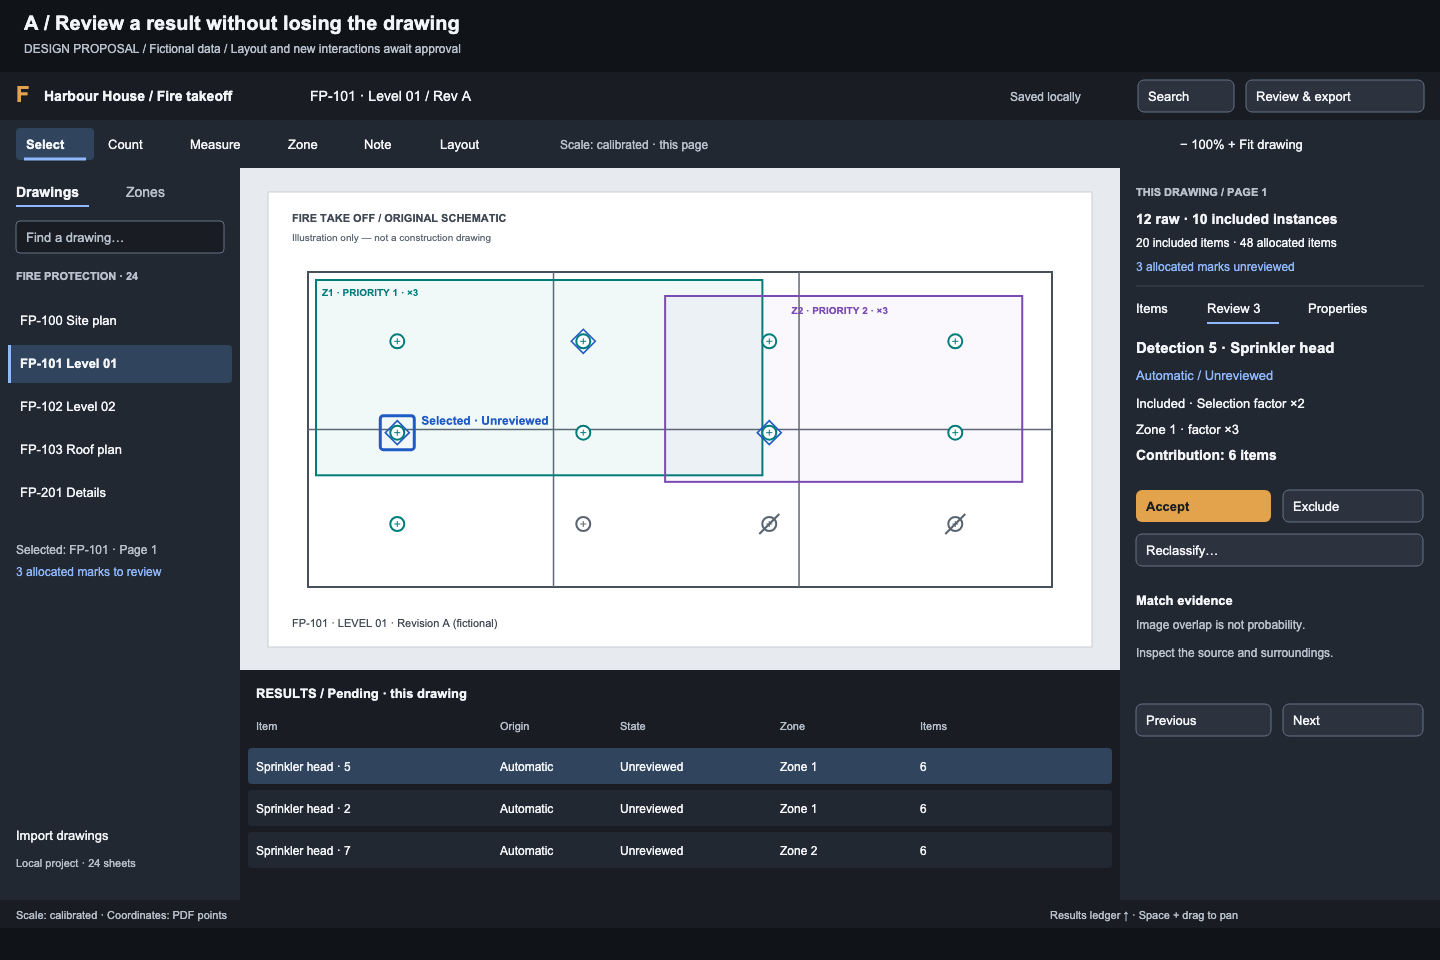 A / Review a result without losing the drawing
DESIGN PROPOSAL / Fictional data / Layout and new interactions await approval
F Harbour House / Fire takeoff FP-101 · Level 01 / Rev A Saved locally Search Review & export
Select Count Measure Zone Note Layout Scale: calibrated · this page − 100% + Fit drawing
Drawings Zones
Find a drawing…
FIRE PROTECTION · 24
FP-100 Site plan
FP-101 Level 01
FP-102 Level 02
FP-103 Roof plan
FP-201 Details
Selected: FP-101 · Page 1
3 allocated marks to review
Import drawings
Local project · 24 sheets
FIRE TAKE OFF / ORIGINAL SCHEMATIC
Illustration only — not a construction drawing
Z1 · PRIORITY 1 · ×3
Z2 · PRIORITY 2 · ×3
Selected · Unreviewed
FP-101 · LEVEL 01 · Revision A (fictional)
RESULTS / Pending · this drawing
Item Origin State Zone Items
Sprinkler head · 5 Automatic Unreviewed Zone 1 6
Sprinkler head · 2 Automatic Unreviewed Zone 1 6
Sprinkler head · 7 Automatic Unreviewed Zone 2 6
THIS DRAWING / PAGE 1
12 raw · 10 included instances
20 included items · 48 allocated items
3 allocated marks unreviewed
Items Review 3 Properties
Detection 5 · Sprinkler head
Automatic / Unreviewed
Included · Selection factor ×2
Zone 1 · factor ×3
Contribution: 6 items
Accept Exclude
Reclassify…
Match evidence
Image overlap is not probability.
Inspect the source and surroundings.
Previous Next
Scale: calibrated · Coordinates: PDF points Results ledger ↑ · Space + drag to pan